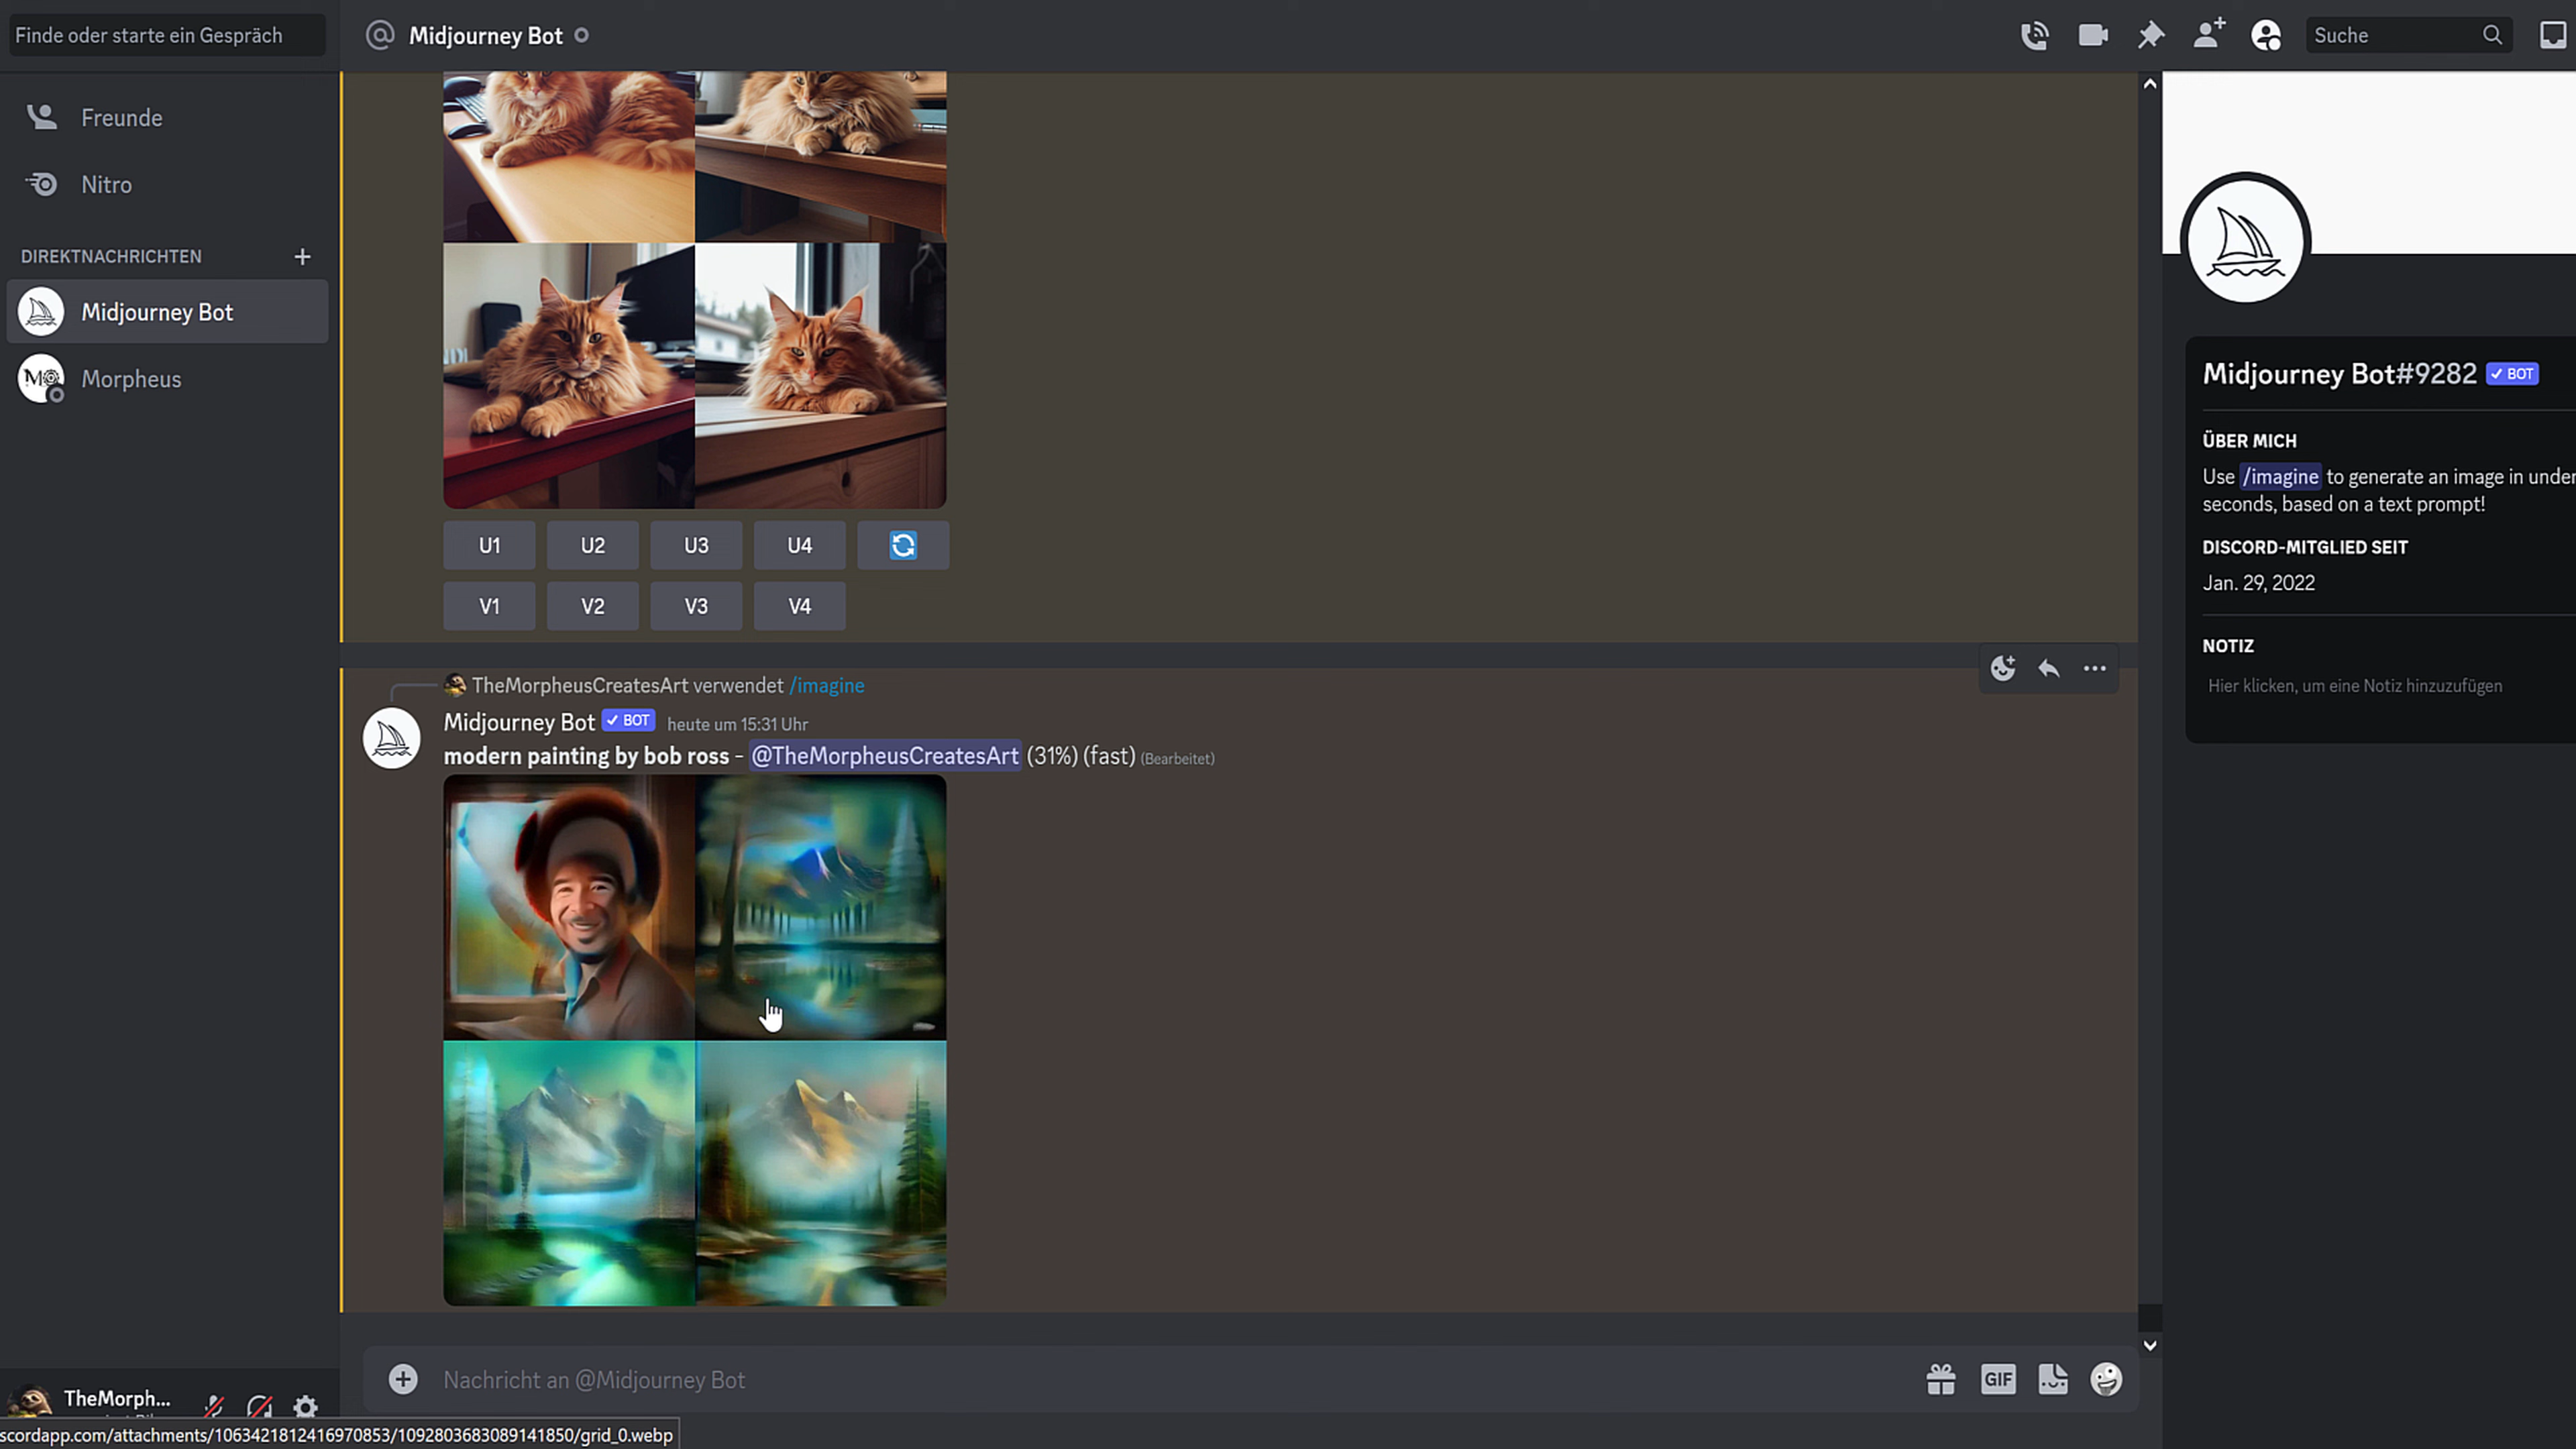 Finde oder starte ein Gespräch
Midjourney Bot
Suche
Freunde
Nitro
DIREKTNACHRICHTEN
Midjourney Bot
Morpheus
U1 U2 U3 U4
V1 V2 V3 V4
TheMorpheusCreatesArt verwendet /imagine
Midjourney Bot BOT heute um 15:31 Uhr
modern painting by bob ross - @TheMorpheusCreatesArt (31%) (fast) (Bearbeitet)
Nachricht an @Midjourney Bot
GIF
TheMorph...
scordapp.com/attachments/1063421812416970853/1092803683089141850/grid_0.webp
Midjourney Bot#9282 BOT
ÜBER MICH
Use /imagine to generate an image in under
seconds, based on a text prompt!
DISCORD-MITGLIED SEIT
Jan. 29, 2022
NOTIZ
Hier klicken, um eine Notiz hinzuzufügen